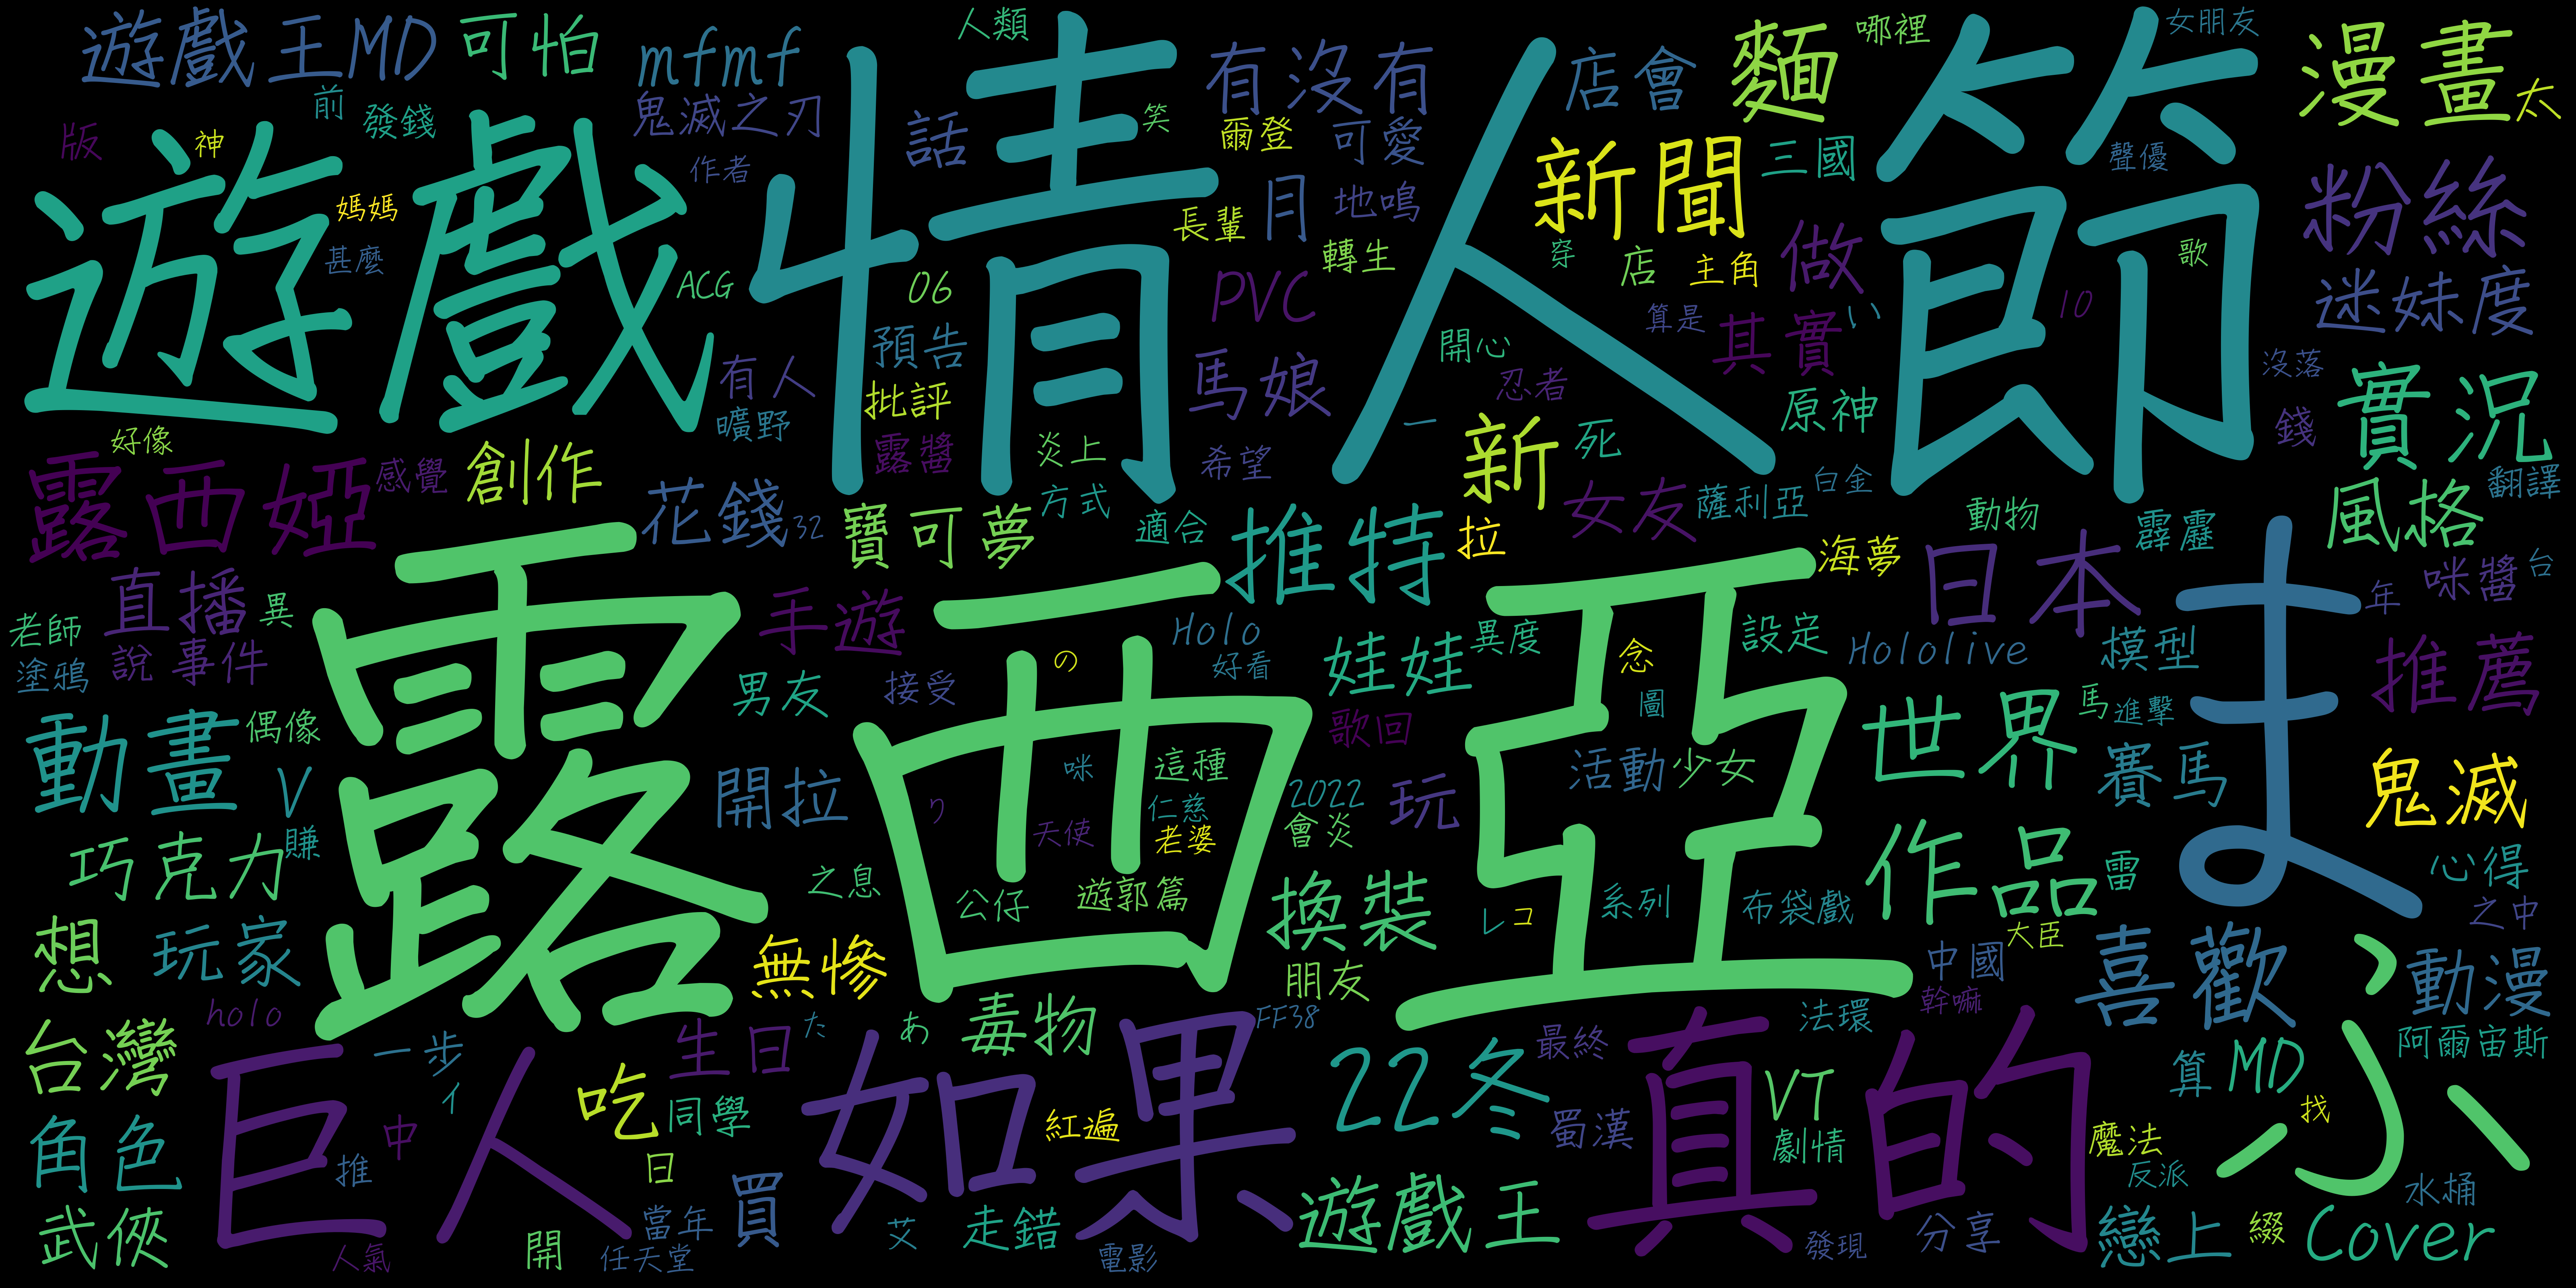 遊戲王MD
可怕
mfmf
人類
有沒有
店會
麵
哪裡
女朋友
漫畫
太
版
神
前
發錢
鬼滅之刃
作者
話
笑
爾登
可愛
新聞
三國
聲優
粉絲
遊戲
情人節
媽媽
甚麼
ACG
06
長輩
月
地鳴
轉生
穿
店
主角
做
歌
迷妹度
好像
有人
曠野
預告
批評
PVC
馬娘
開心
忍者
算是
其實
い
10
沒落
錢
實況
露西婭
感覺
創作
花錢
32
露醬
炎上
方式
希望
一
新
死
原神
女友
薩利亞
白金
動物
霹靂
風格
翻譯
寶可夢
適合
推特
拉
海夢
日本
年
咪醬
台
老師
直播
異
塗鴉
說
事件
露西亞
手遊
の
Holo
好看
娃娃
異度
念
設定
Hololive
模型
ま
推薦
動畫
偶像
V
男友
接受
歌回
圖
世界
馬
進擊
賽馬
鬼滅
巧克力
賺
開拉
り
咪
這種
仁慈
天使
老婆
2022
會炎
玩
活動
少女
作品
雷
心得
之中
想
玩家
之息
公仔
遊郭篇
換裝
レ
コ
系列
布袋戲
大臣
中國
幹嘛
喜歡
動漫
台灣
holo
無慘
朋友
毒物
FF38
法環
ふ
阿爾宙斯
巨人
一步
イ
生日
た
あ
如果
22冬
最終
真的
算
MD
角色
推
中
吃
同學
日
紅遍
蜀漢
VT
劇情
魔法
找
反派
水桶
武俠
人氣
開
當年
任天堂
買
艾
走錯
電影
遊戲王
發現
分享
戀上
綴
Cover